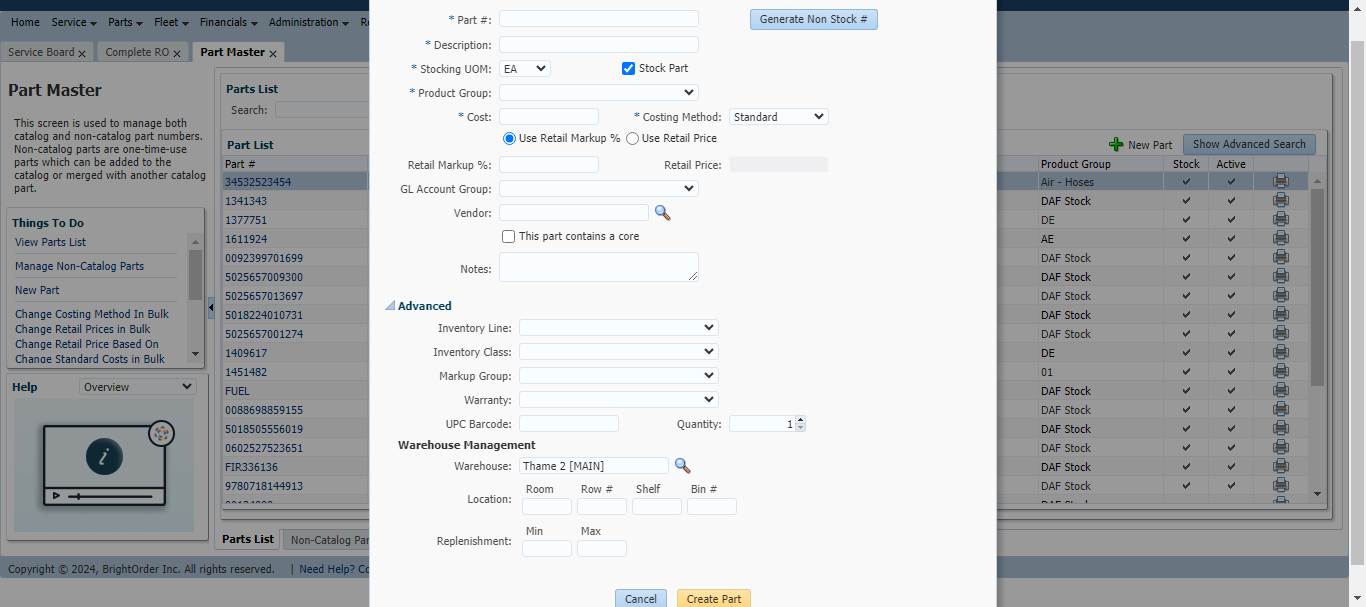 Home Service Parts Fleet Financials Administration Re
Service Board x Complete RO x Part Master x
Part Master
This screen is used to manage both
catalog and non-catalog part numbers.
Non-catalog parts are one-time-use
parts which can be added to the
catalog or merged with another catalog
part.
Things To Do
View Parts List
Manage Non-Catalog Parts
New Part
Change Costing Method In Bulk
Change Retail Prices in Bulk
Change Retail Price Based On
Change Standard Costs in Bulk
Help Overview
Parts List
Search:
Part List
Part #
34532523454
1341343
1377751
1611924
0092399701699
5025657009300
5025657013697
5018224010731
5025657001274
1409617
1451482
FUEL
0088698859155
5018505556019
0602527523651
FIR336136
9780718144913
Parts List Non-Catalog Par
* Part #: Generate Non Stock #
* Description:
* Stocking UOM: EA Stock Part
* Product Group:
* Cost: * Costing Method: Standard
Use Retail Markup % Use Retail Price
Retail Markup %: Retail Price:
GL Account Group:
Vendor:
This part contains a core
Notes:
Advanced
Inventory Line:
Inventory Class:
Markup Group:
Warranty:
UPC Barcode: Quantity: 1
Warehouse Management
Warehouse: Thame 2 [MAIN]
Room Row # Shelf Bin #
Location:
Min Max
Replenishment:
Cancel Create Part
New Part Show Advanced Search
Product Group Stock Active
Air - Hoses
DAF Stock
DE
AE
DAF Stock
DAF Stock
DAF Stock
DAF Stock
DAF Stock
DE
01
DAF Stock
DAF Stock
DAF Stock
DAF Stock
DAF Stock
DAF Stock
Copyright © 2024, BrightOrder Inc. All rights reserved. | Need Help? Co